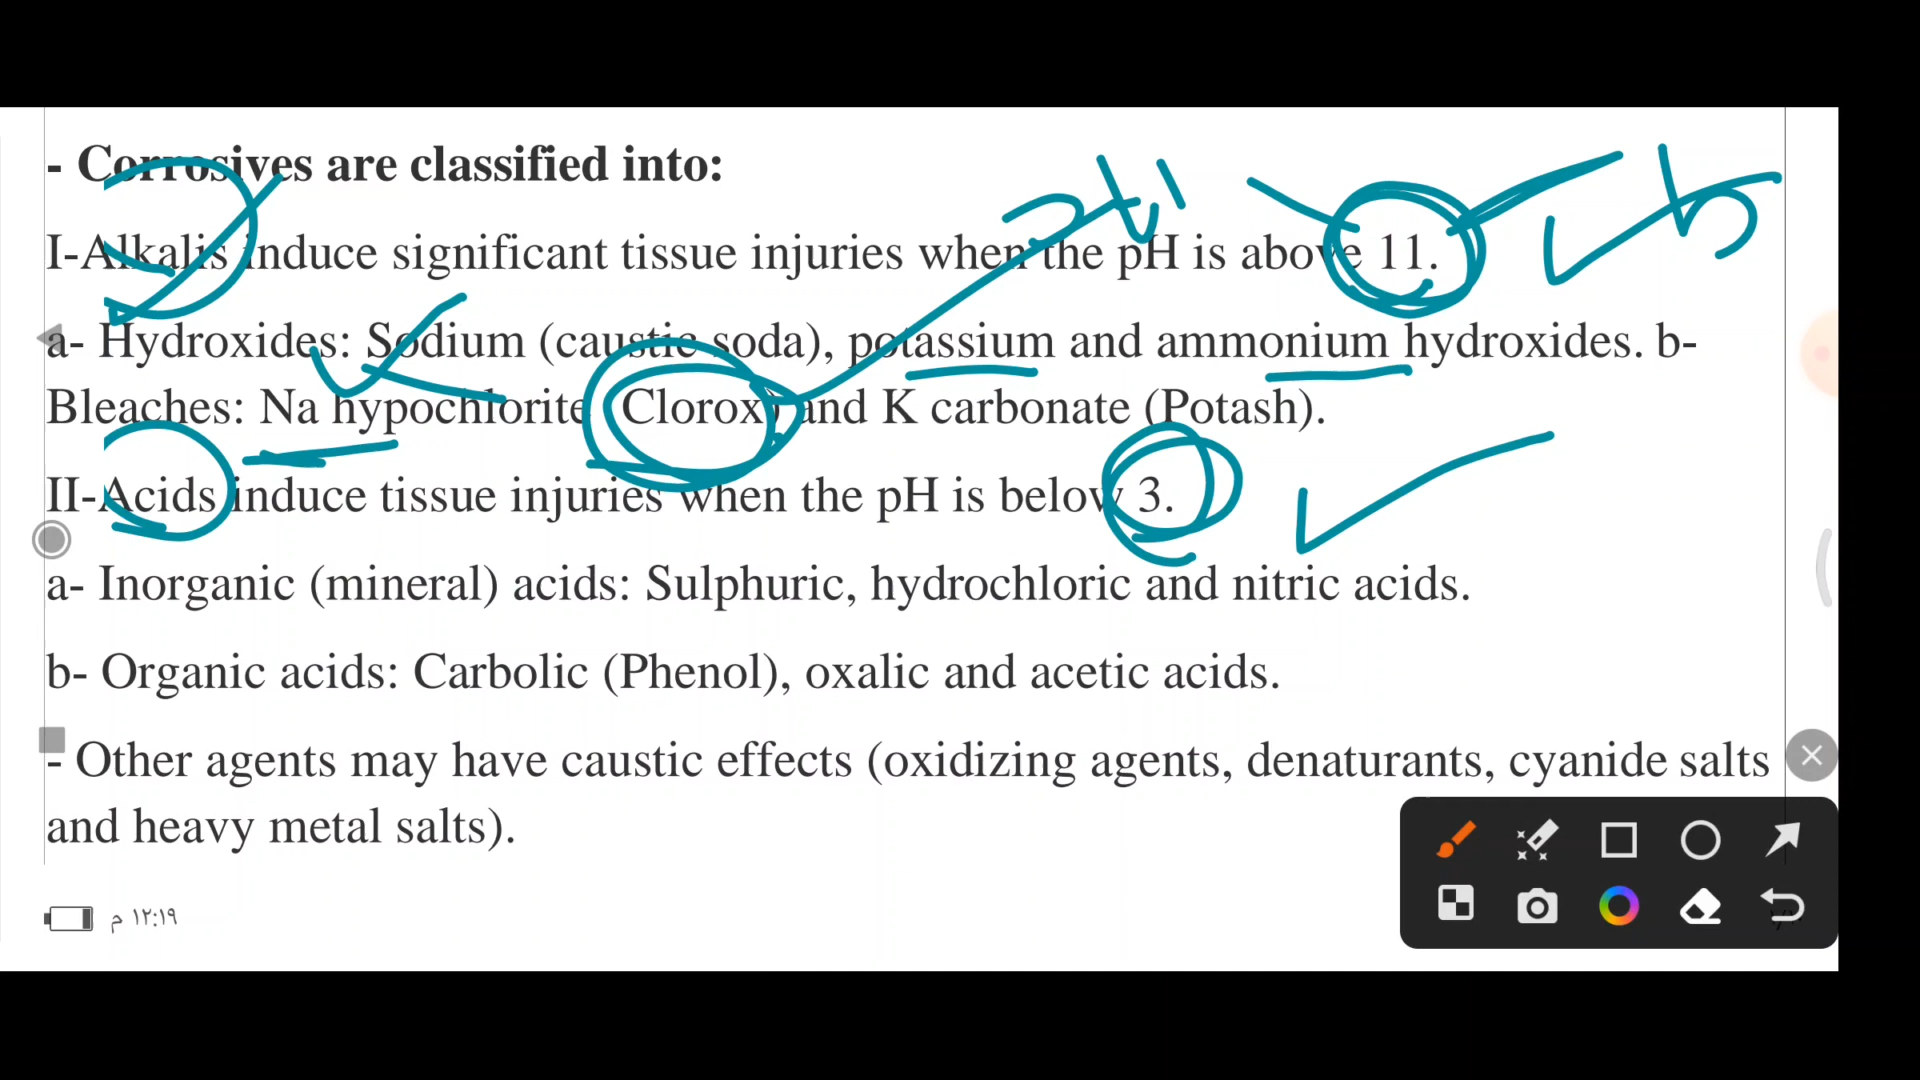 - Corrosives are classified into:
I-Alkalis induce significant tissue injuries when the pH is above 11.
a- Hydroxides: Sodium (caustic soda), potassium and ammonium hydroxides. b-
Bleaches: Na hypochlorite (Clorox) and K carbonate (Potash).
II-Acids induce tissue injuries when the pH is below 3.
a- Inorganic (mineral) acids: Sulphuric, hydrochloric and nitric acids.
b- Organic acids: Carbolic (Phenol), oxalic and acetic acids.
- Other agents may have caustic effects (oxidizing agents, denaturants, cyanide salts
and heavy metal salts).
١٢:١٩ م